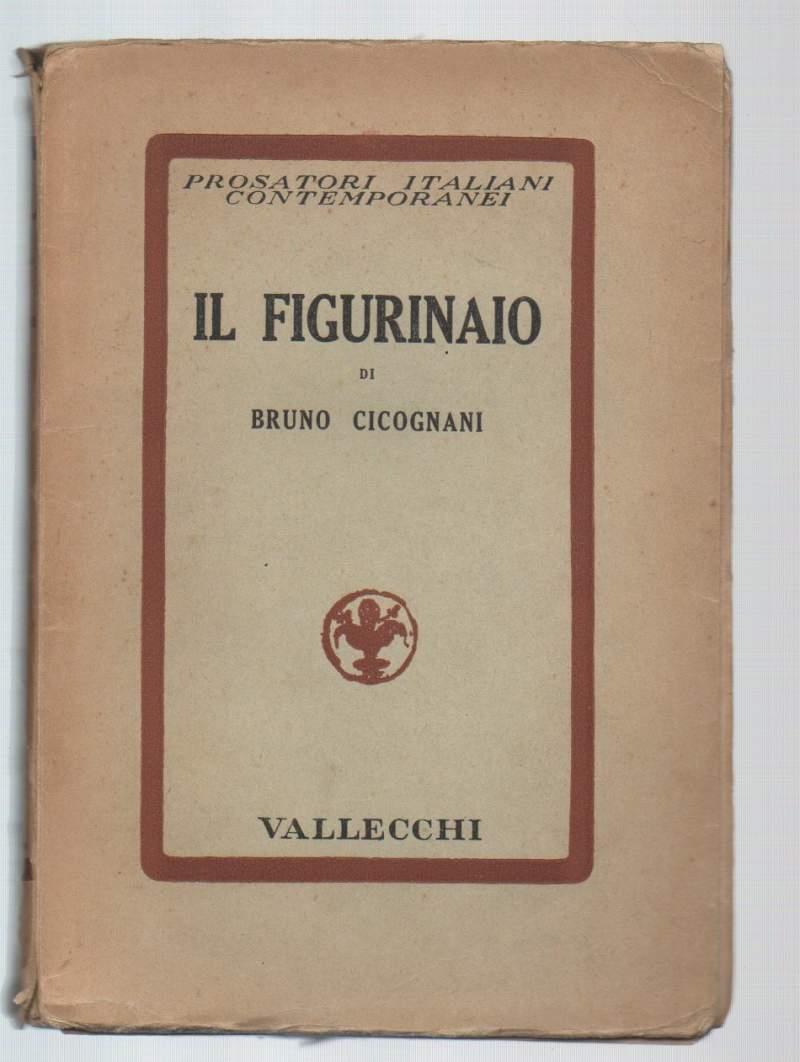 PROSATORI ITALIANI
CONTEMPORANEI
IL FIGURINAIO
DI
BRUNO CICOGNANI
VALLECCHI